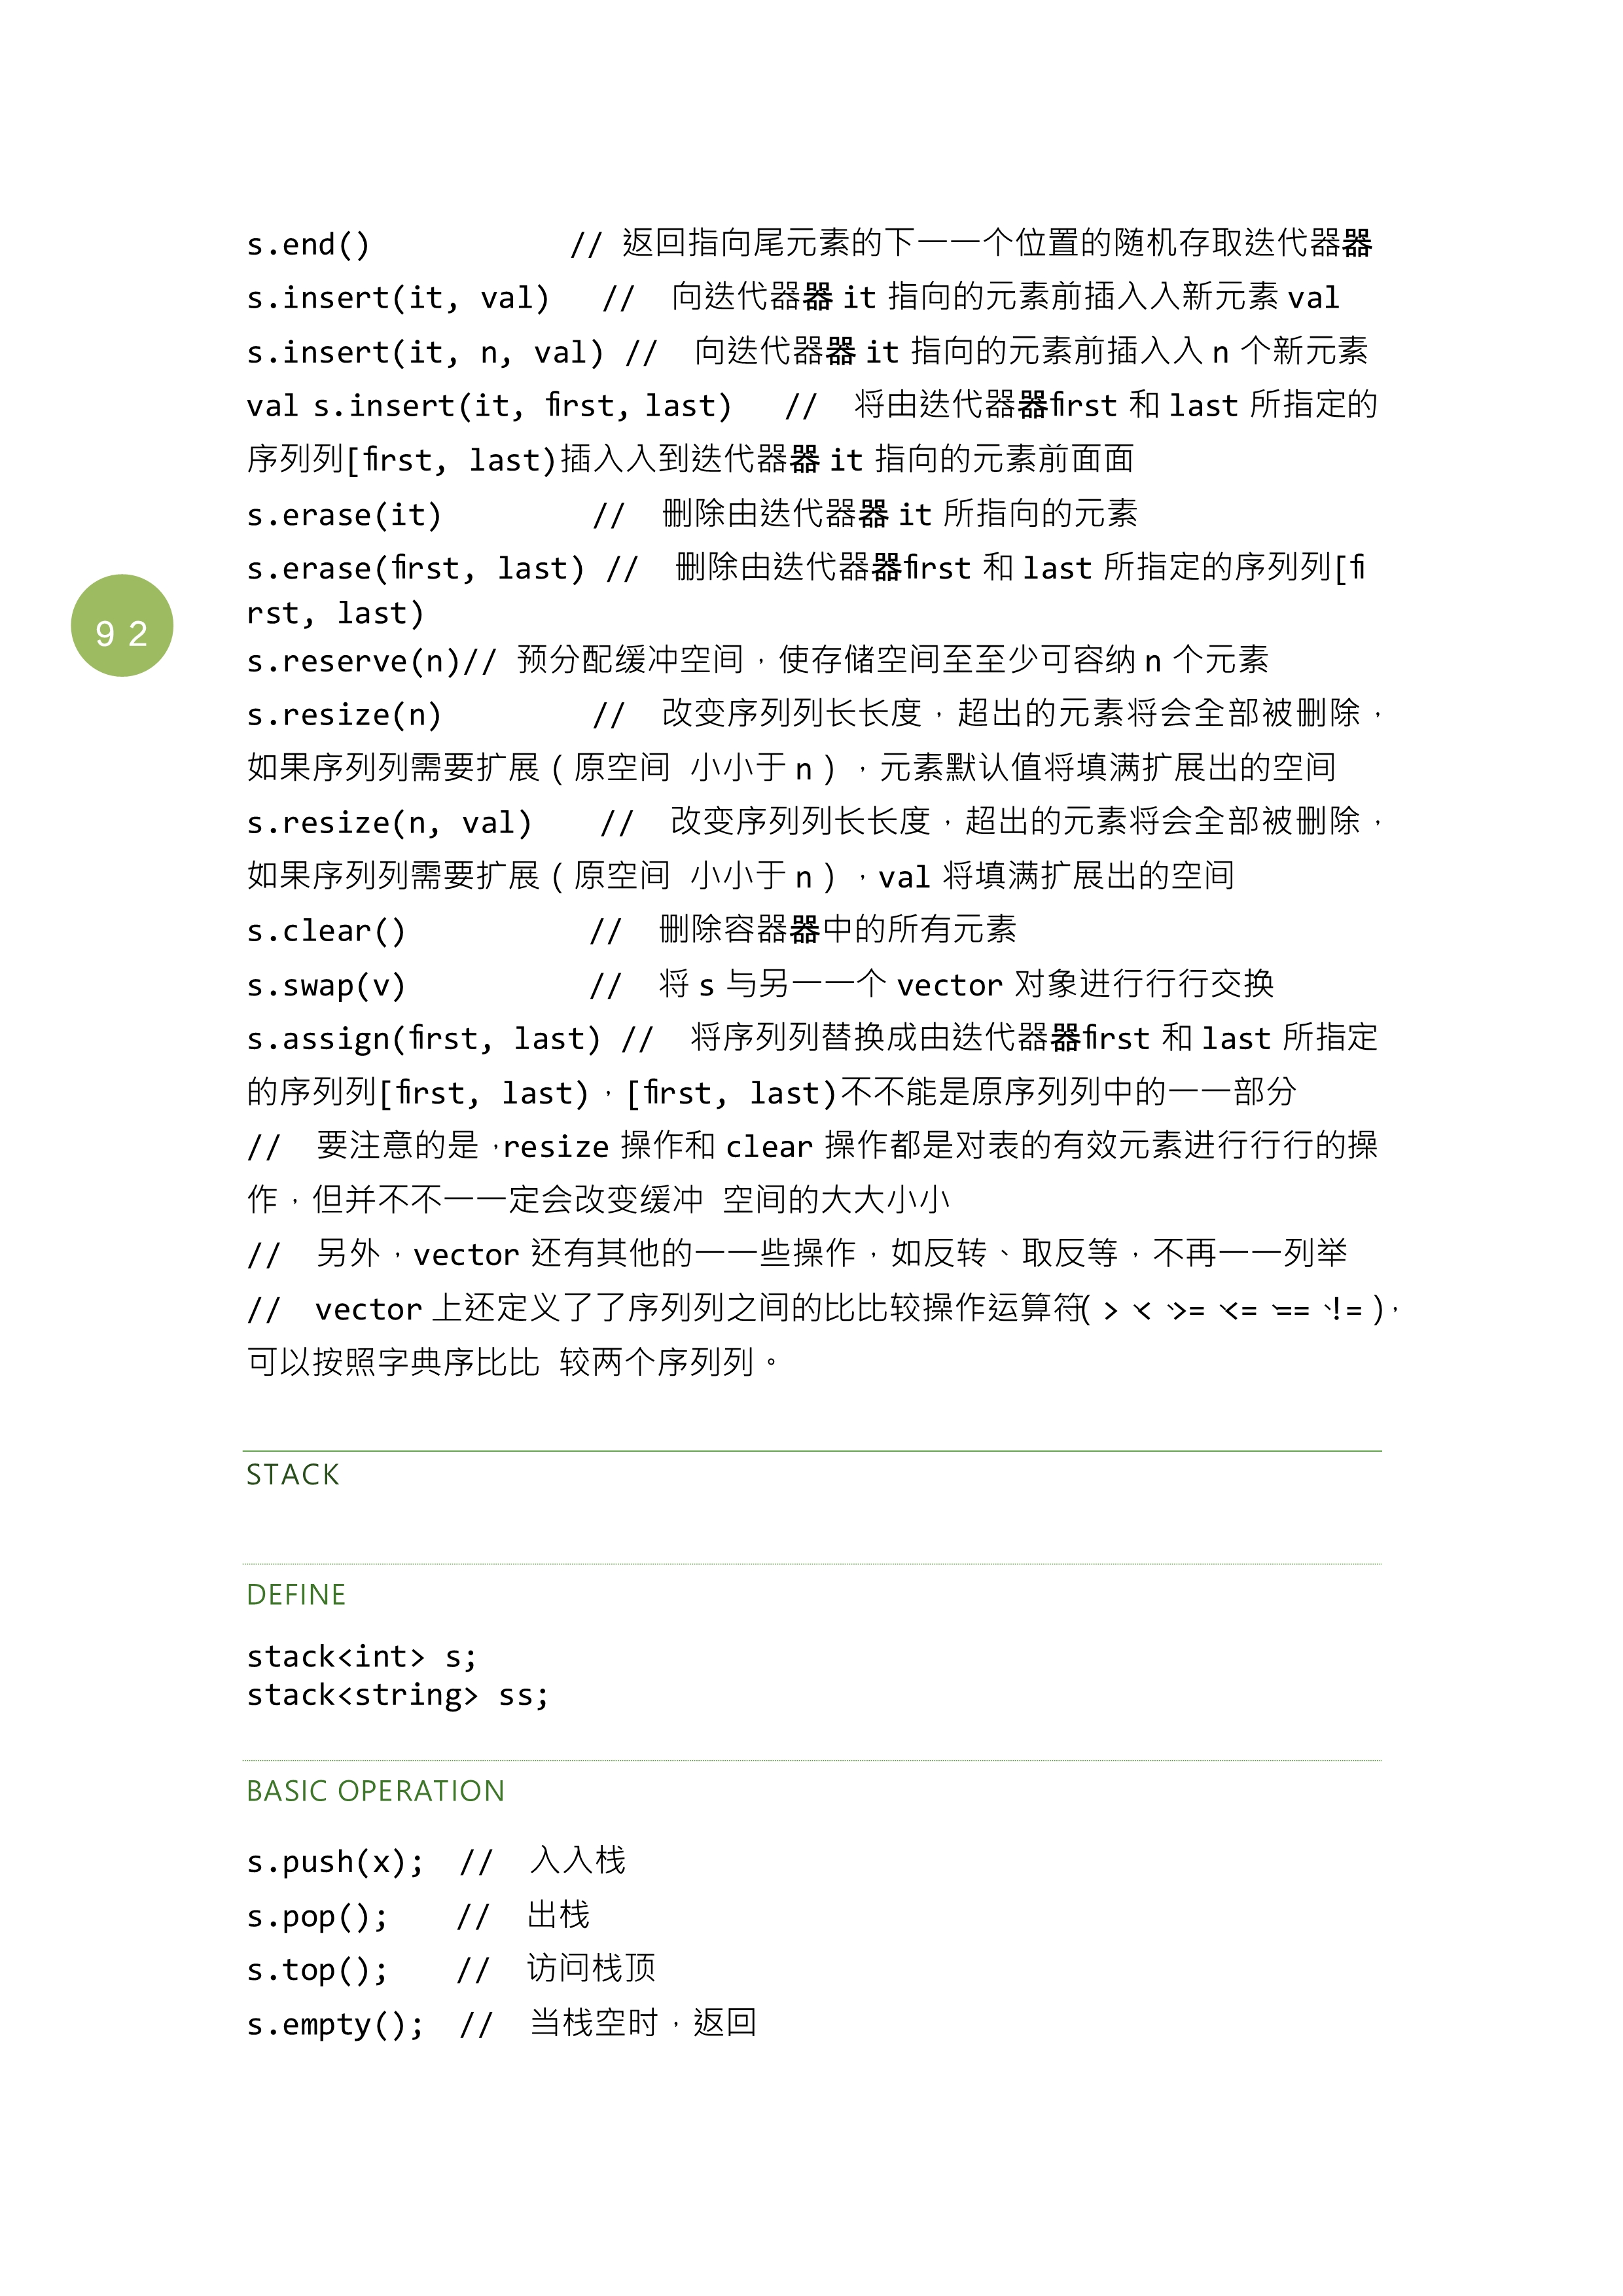 s.end() // 返回指向尾元素的下一一个位置的随机存取迭代器器
s.insert(it, val) // 向迭代器器 it 指向的元素前插入入新元素 val
s.insert(it, n, val) // 向迭代器器 it 指向的元素前插入入 n 个新元素
val s.insert(it, first, last) // 将由迭代器器first 和 last 所指定的
序列列[first, last)插入入到迭代器器 it 指向的元素前面面
s.erase(it) // 删除由迭代器器 it 所指向的元素
s.erase(first, last) // 删除由迭代器器first 和 last 所指定的序列列[fi
rst, last)
92
s.reserve(n)// 预分配缓冲空间，使存储空间至至少可容纳 n 个元素
s.resize(n) // 改变序列列长长度，超出的元素将会全部被删除，
如果序列列需要扩展（原空间 小小于 n），元素默认值将填满扩展出的空间
s.resize(n, val) // 改变序列列长长度，超出的元素将会全部被删除，
如果序列列需要扩展（原空间 小小于 n），val 将填满扩展出的空间
s.clear() // 删除容器器中的所有元素
s.swap(v) // 将 s 与另一一个 vector 对象进行行行交换
s.assign(first, last) // 将序列列替换成由迭代器器first 和 last 所指定
的序列列[first, last)，[first, last)不不能是原序列列中的一一部分
// 要注意的是，resize 操作和 clear 操作都是对表的有效元素进行行行的操
作，但并不不一一定会改变缓冲 空间的大大小小
// 另外，vector 还有其他的一一些操作，如反转、取反等，不再一一列举
// vector 上还定义了了序列列之间的比比较操作运算符（>、<、>=、<=、==、!=），
可以按照字典序比比 较两个序列列。
STACK
DEFINE
stack<int> s;
stack<string> ss;
BASIC OPERATION
s.push(x); // 入入栈
s.pop(); // 出栈
s.top(); // 访问栈顶
s.empty(); // 当栈空时，返回